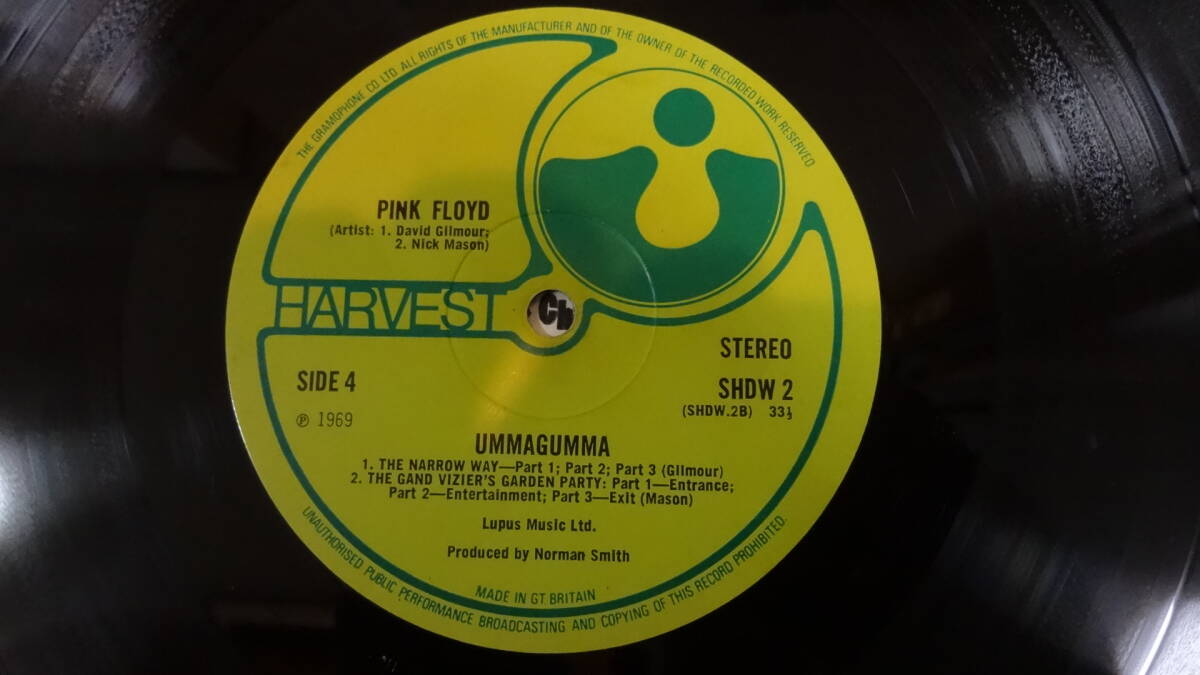 THE GRAMOPHONE CO LTD. ALL RIGHTS OF THE MANUFACTURER AND OF THE OWNER OF THE RECORDED WORK RESERVED
PINK FLOYD
(Artist: 1. David Gilmour;
2. Nick Mason)
HARVEST
Ch
STEREO
SIDE 4
SHDW 2
(SHDW.2B) 33⅓
℗ 1969
UMMAGUMMA
1. THE NARROW WAY—Part 1; Part 2; Part 3 (Gilmour)
2. THE GAND VIZIER'S GARDEN PARTY: Part 1—Entrance;
Part 2—Entertainment; Part 3—Exit (Mason)
Lupus Music Ltd.
Produced by Norman Smith
MADE IN GT. BRITAIN
UNAUTHORISED PUBLIC PERFORMANCE BROADCASTING AND COPYING OF THIS RECORD PROHIBITED.